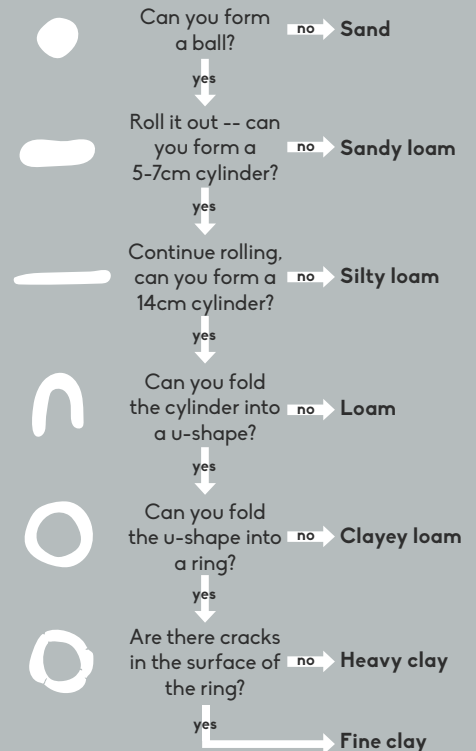 Can you form
a ball?
no
Sand
yes
Roll it out -- can
you form a
5-7cm cylinder?
no
Sandy loam
yes
Continue rolling,
can you form a
14cm cylinder?
no
Silty loam
yes
Can you fold
the cylinder into
a u-shape?
no
Loam
yes
Can you fold
the u-shape into
a ring?
no
Clayey loam
yes
Are there cracks
in the surface of
the ring?
no
Heavy clay
yes
Fine clay